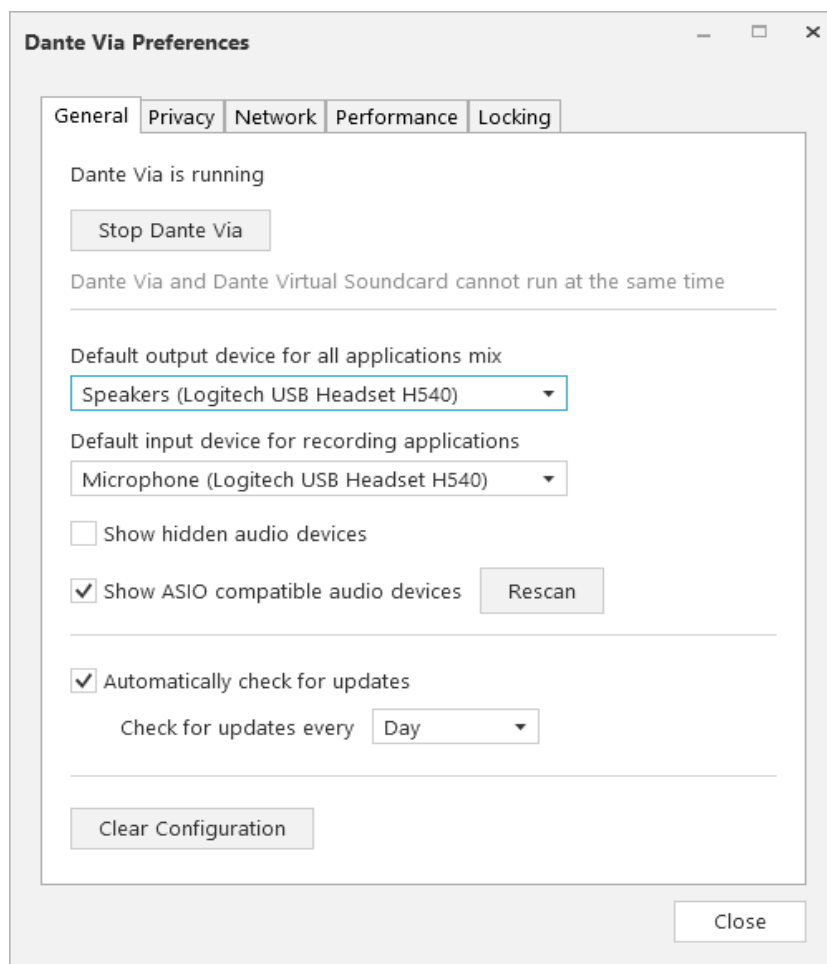 Dante Via Preferences
General Privacy Network Performance Locking
Dante Via is running
Stop Dante Via
Dante Via and Dante Virtual Soundcard cannot run at the same time
Default output device for all applications mix
Speakers (Logitech USB Headset H540)
Default input device for recording applications
Microphone (Logitech USB Headset H540)
Show hidden audio devices
Show ASIO compatible audio devices Rescan
Automatically check for updates
Check for updates every Day
Clear Configuration
Close